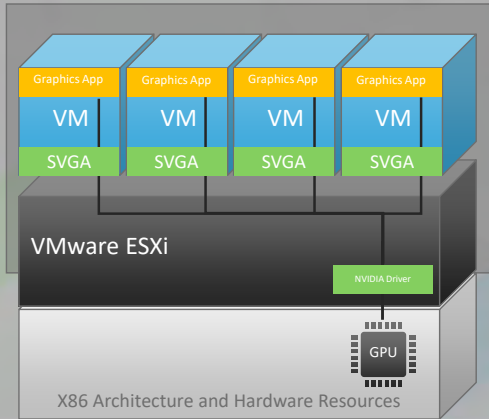 Graphics App Graphics App Graphics App Graphics App
VM VM VM VM
SVGA SVGA SVGA SVGA
VMware ESXi
NVIDIA Driver
GPU
X86 Architecture and Hardware Resources